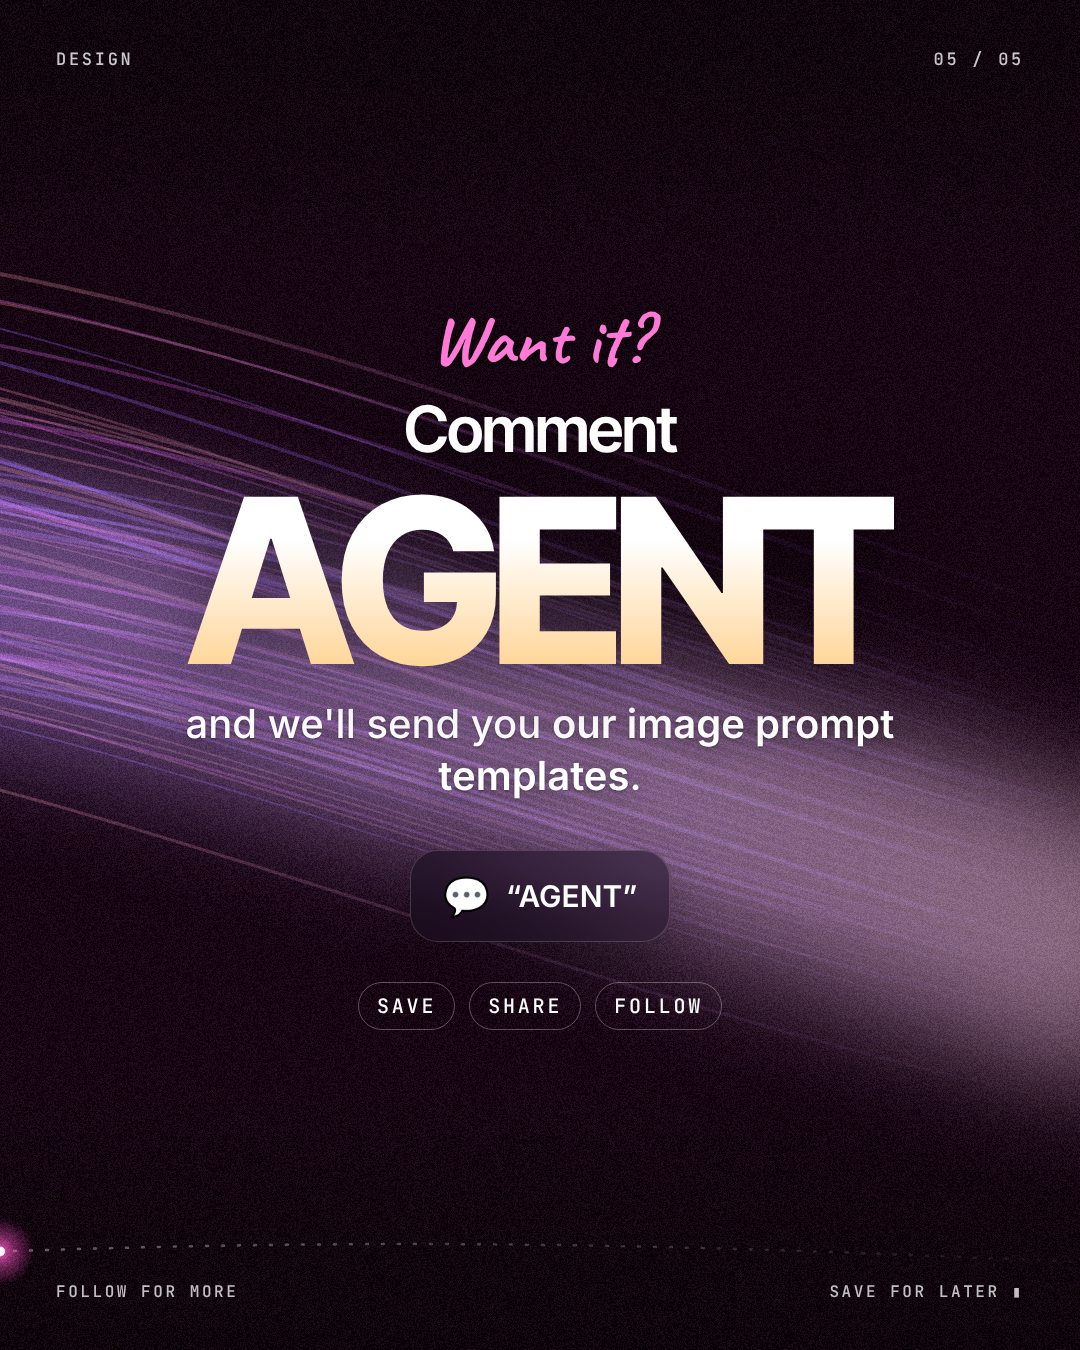 DESIGN
05 / 05
Want it?
Comment
AGENT
and we'll send you our image prompt
templates.
“AGENT”
SAVE
SHARE
FOLLOW
FOLLOW FOR MORE
SAVE FOR LATER